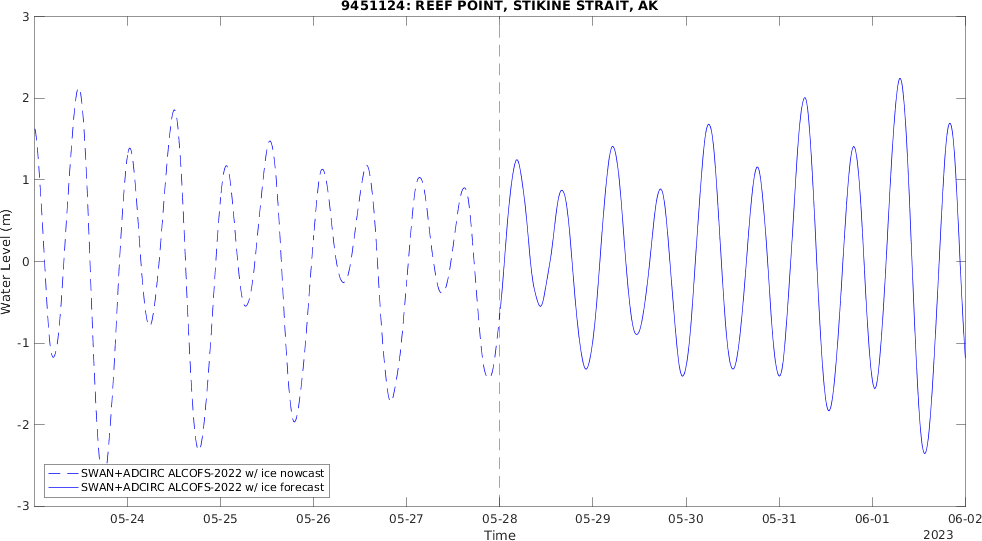 9451124: REEF POINT, STIKINE STRAIT, AK
3
2
1
0
-1
-2
-3
Water Level (m)
SWAN+ADCIRC ALCOFS-2022 w/ ice nowcast
SWAN+ADCIRC ALCOFS-2022 w/ ice forecast
05-24 05-25 05-26 05-27 05-28 05-29 05-30 05-31 06-01 06-02
Time
2023